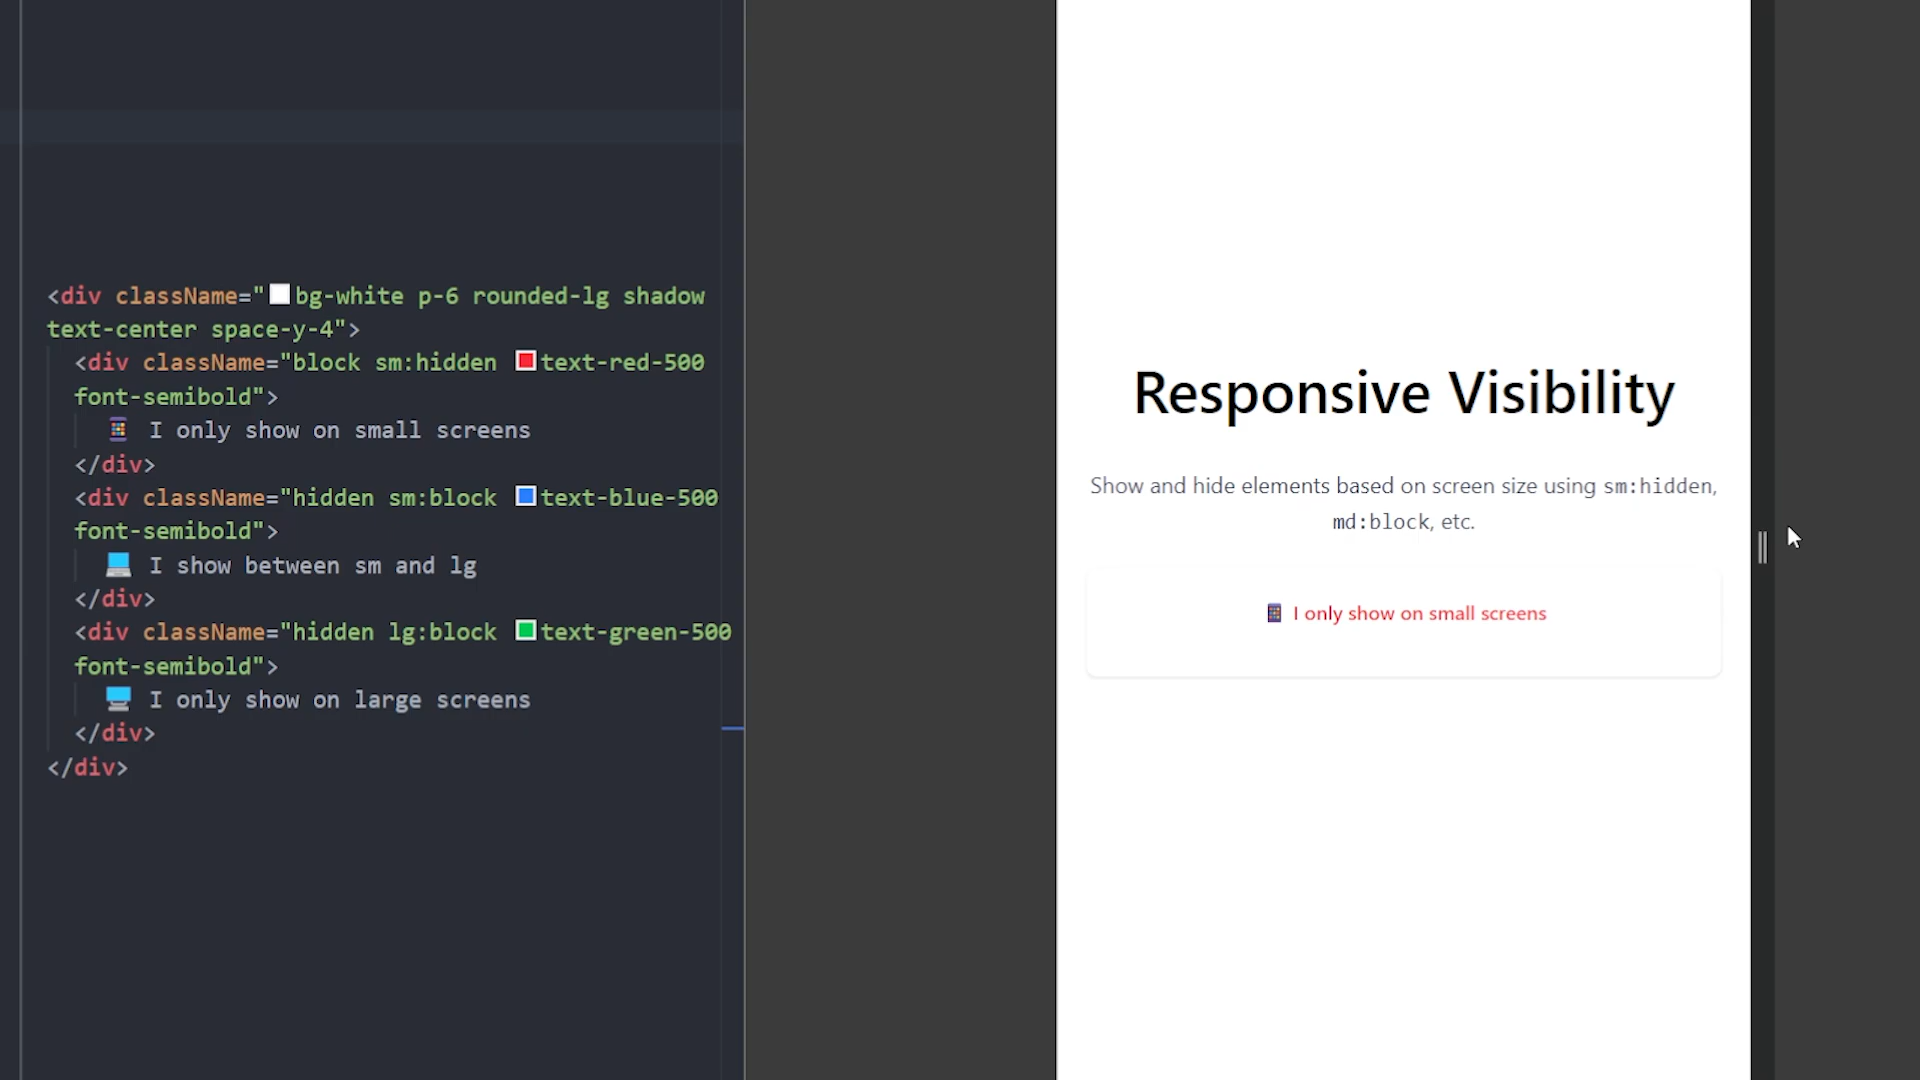 <div className="bg-white p-6 rounded-lg shadow
text-center space-y-4">
<div className="block sm:hidden text-red-500
font-semibold">
📱 I only show on small screens
</div>
<div className="hidden sm:block text-blue-500
font-semibold">
💻 I show between sm and lg
</div>
<div className="hidden lg:block text-green-500
font-semibold">
🖥 I only show on large screens
</div>
</div>
Responsive Visibility
Show and hide elements based on screen size using sm:hidden,
md:block, etc.
📱 I only show on small screens